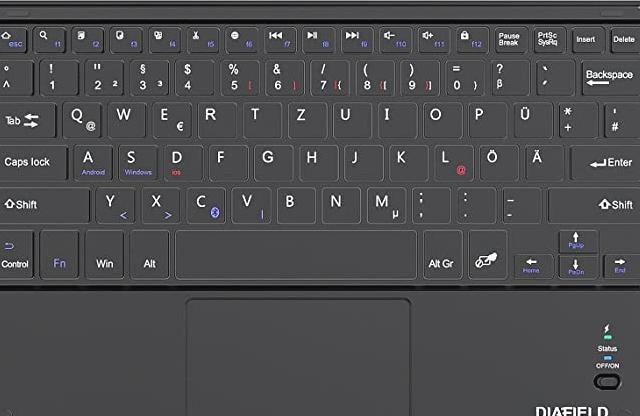 esc f1 f2 f3 f4 f5 f6 f7 f8 f9 f10 f11 f12 Pause Break PrtSc SysRq Insert Delete
° ^ ! 1 " 2 ² § 3 ³ $ 4 % 5 [ & 6 ] / 7 { ( 8 [ ) 9 ] = 0 } ? ß ` ´ Backspace
Tab Q @ W E € R T Z U I O P Ü * + ' #
Caps lock A Android S Windows D ios F G H J K L @ Ö Ä Enter
Shift Y < X > C V | B N M µ ; , : . _ - Shift
Control Fn Win Alt Alt Gr Home PgUp PgDn End
Status
OFF/ON
DIAFIELD